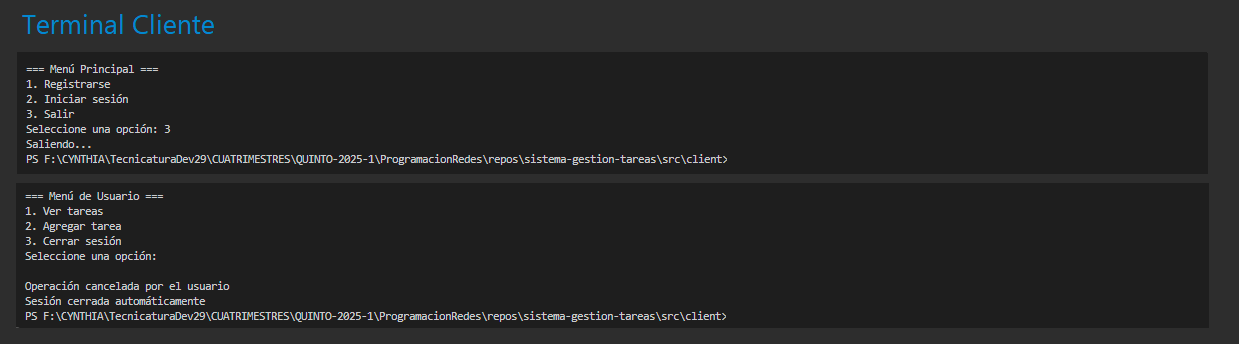 Terminal Cliente
=== Menú Principal ===
1. Registrarse
2. Iniciar sesión
3. Salir
Seleccione una opción: 3
Saliendo...
PS F:\CYNTHIA\TecnicaturaDev29\CUATRIMESTRES\QUINTO-2025-1\ProgramacionRedes\repos\sistema-gestion-tareas\src\client>
=== Menú de Usuario ===
1. Ver tareas
2. Agregar tarea
3. Cerrar sesión
Seleccione una opción:
Operación cancelada por el usuario
Sesión cerrada automáticamente
PS F:\CYNTHIA\TecnicaturaDev29\CUATRIMESTRES\QUINTO-2025-1\ProgramacionRedes\repos\sistema-gestion-tareas\src\client>